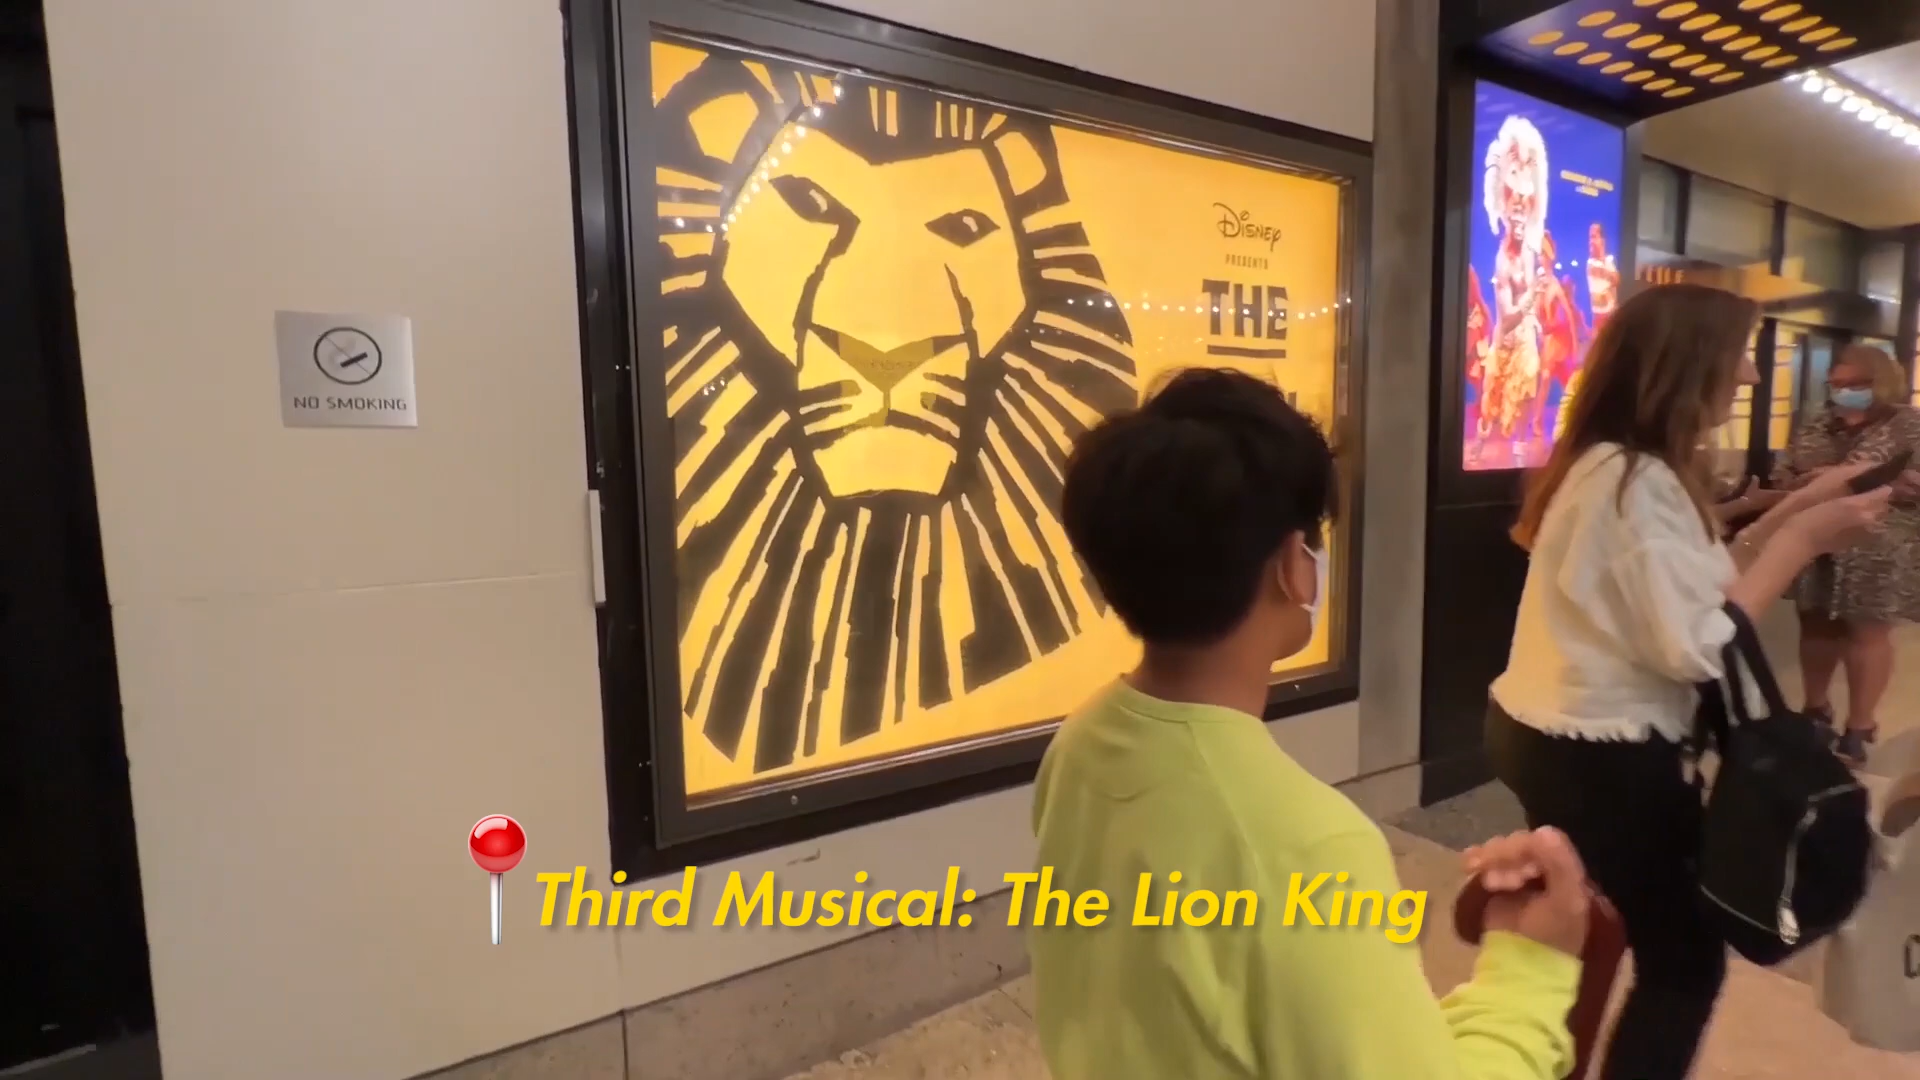 NO SMOKING
Disney
PRESENTS
THE
Third Musical: The Lion King